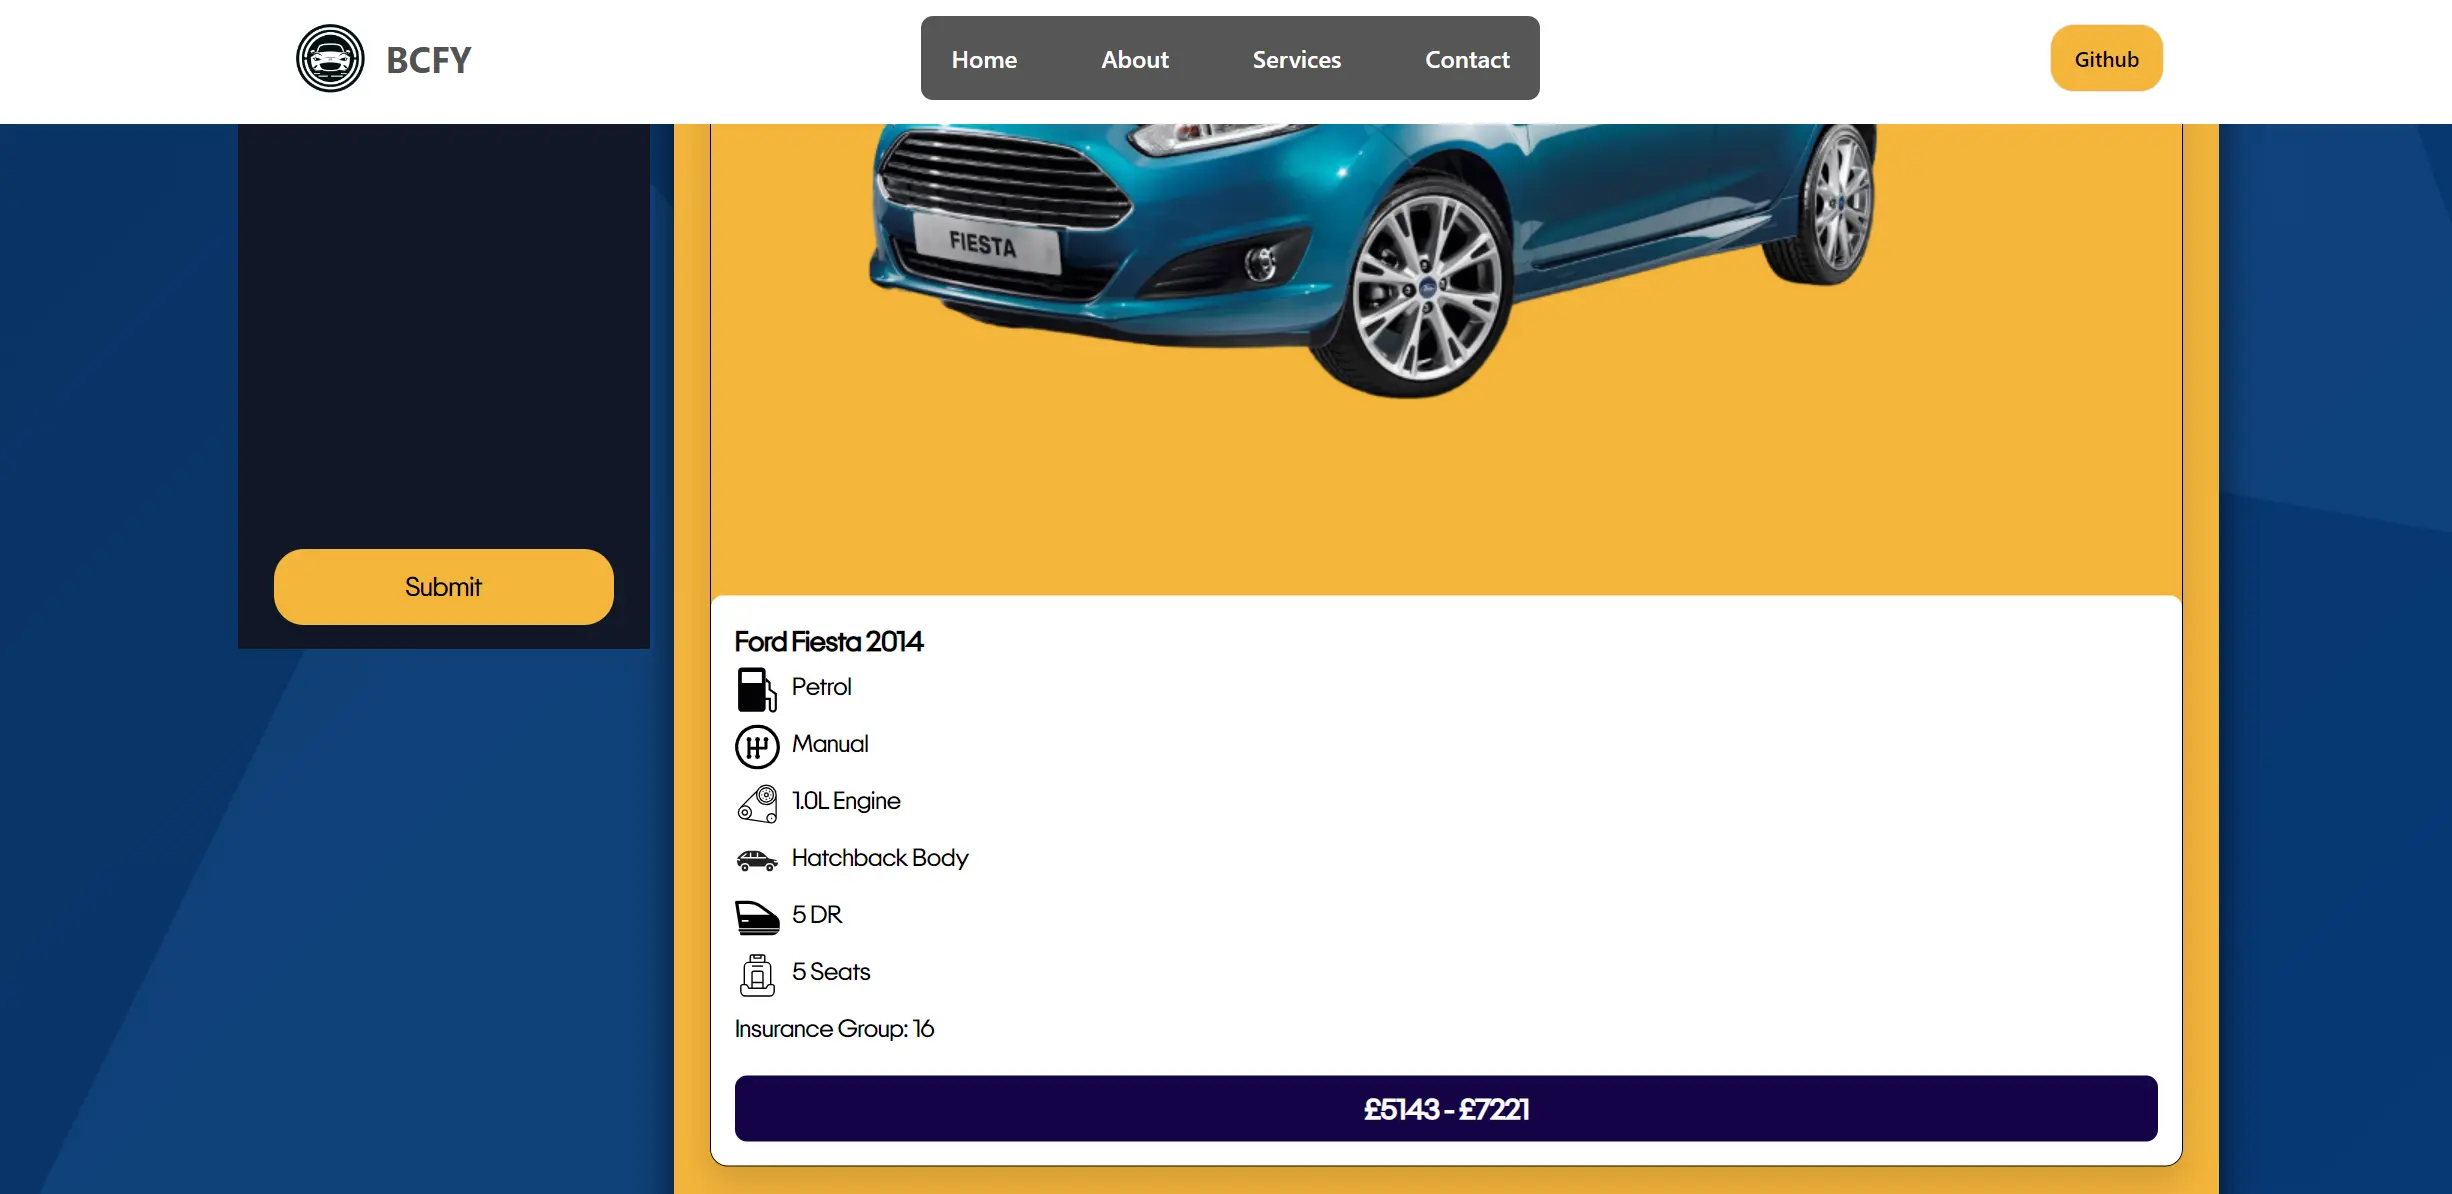 BCFY
Home
About
Services
Contact
Github
FIESTA
Submit
Ford Fiesta 2014
Petrol
Manual
1.0L Engine
Hatchback Body
5 DR
5 Seats
Insurance Group: 16
£5143 - £7221